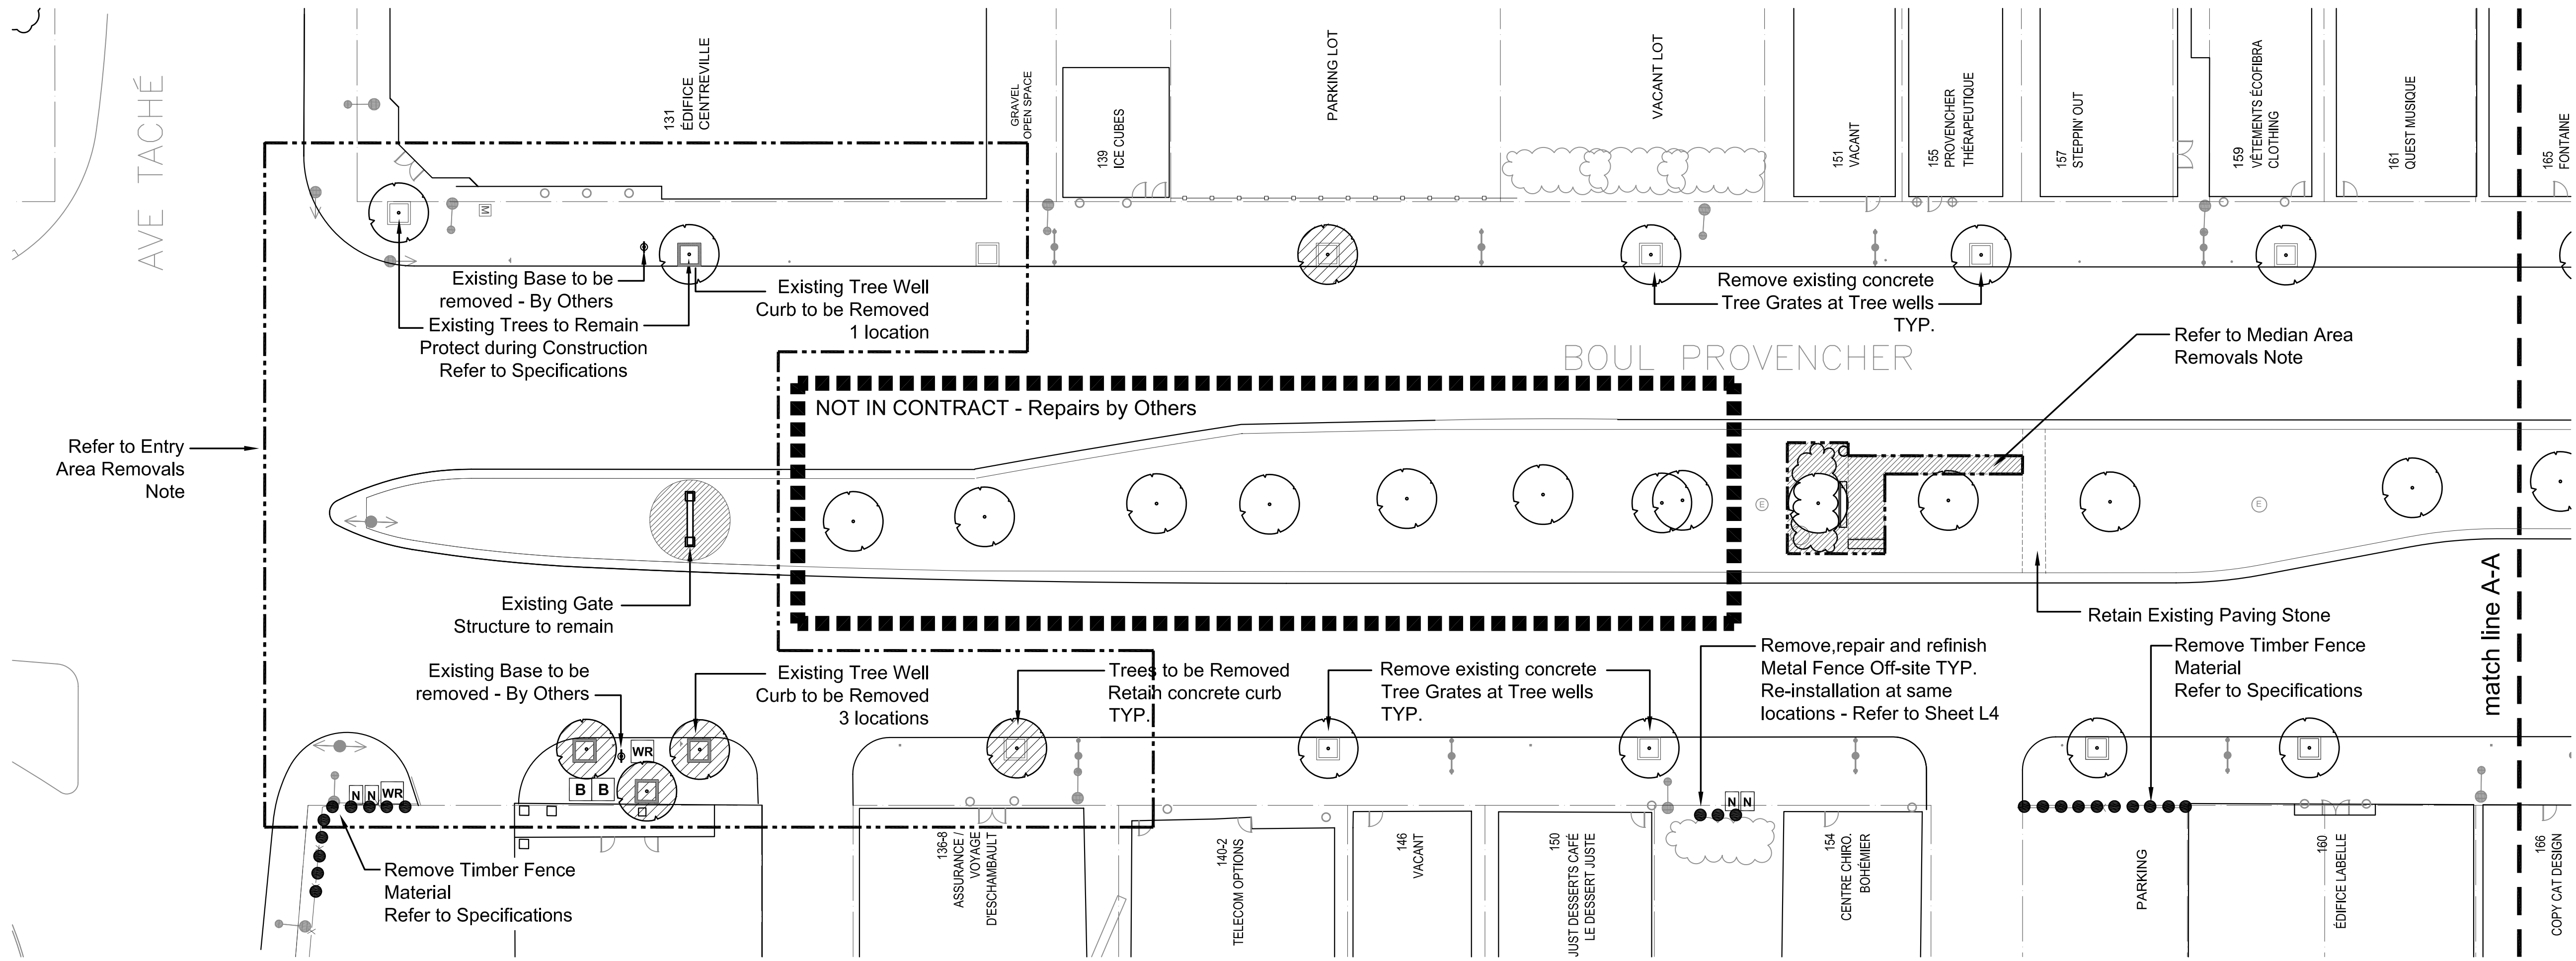 AVE TACHÉ
131
ÉDIFICE
CENTREVILLE
GRAVEL
OPEN SPACE
139
ICE CUBES
PARKING LOT
VACANT LOT
151
VACANT
155
PROVENCHER
THÉRAPEUTIQUE
157
STEPPIN' OUT
159
VÊTEMENTS ÉCOFIBRA
CLOTHING
161
QUEST MUSIQUE
165
FONTAINE
M
Existing Base to be
removed - By Others
Existing Trees to Remain
Protect during Construction
Refer to Specifications
Existing Tree Well
Curb to be Removed
1 location
Remove existing concrete
Tree Grates at Tree wells
TYP.
BOUL PROVENCHER
Refer to Median Area
Removals Note
NOT IN CONTRACT - Repairs by Others
Refer to Entry
Area Removals
Note
E
E
Existing Gate
Structure to remain
Retain Existing Paving Stone
match line A-A
Existing Base to be
removed - By Others
Existing Tree Well
Curb to be Removed
3 locations
Trees to be Removed
Retain concrete curb
TYP.
Remove existing concrete
Tree Grates at Tree wells
TYP.
Remove,repair and refinish
Metal Fence Off-site TYP.
Re-installation at same
locations - Refer to Sheet L4
Remove Timber Fence
Material
Refer to Specifications
WR
B B
N N WR
N N
Remove Timber Fence
Material
Refer to Specifications
136-8
ASSURANCE /
VOYAGE
D'ESCHAMBAULT
140-2
TELECOM OPTIONS
146
VACANT
150
JUST DESSERTS CAFÉ
LE DESSERT JUSTE
154
CENTRE CHIRO.
BOHÉMIER
PARKING
160
ÉDIFICE LABELLE
166
COPY CAT DESIGN